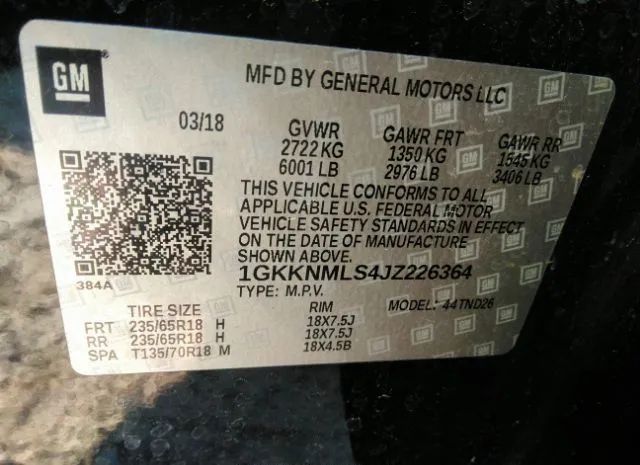 GM
MFD BY GENERAL MOTORS LLC
03/18 GVWR GAWR FRT GAWR RR
2722 KG 1350 KG 1545 KG
6001 LB 2976 LB 3406 LB
THIS VEHICLE CONFORMS TO ALL
APPLICABLE U.S. FEDERAL MOTOR
VEHICLE SAFETY STANDARDS IN EFFECT
ON THE DATE OF MANUFACTURE
SHOWN ABOVE.
384A 1GKKNMLS4JZ226364
TYPE: M.P.V. MODEL: 44TND26
TIRE SIZE RIM
FRT 235/65R18 H 18X7.5J
RR 235/65R18 H 18X7.5J
SPA T135/70R18 M 18X4.5B